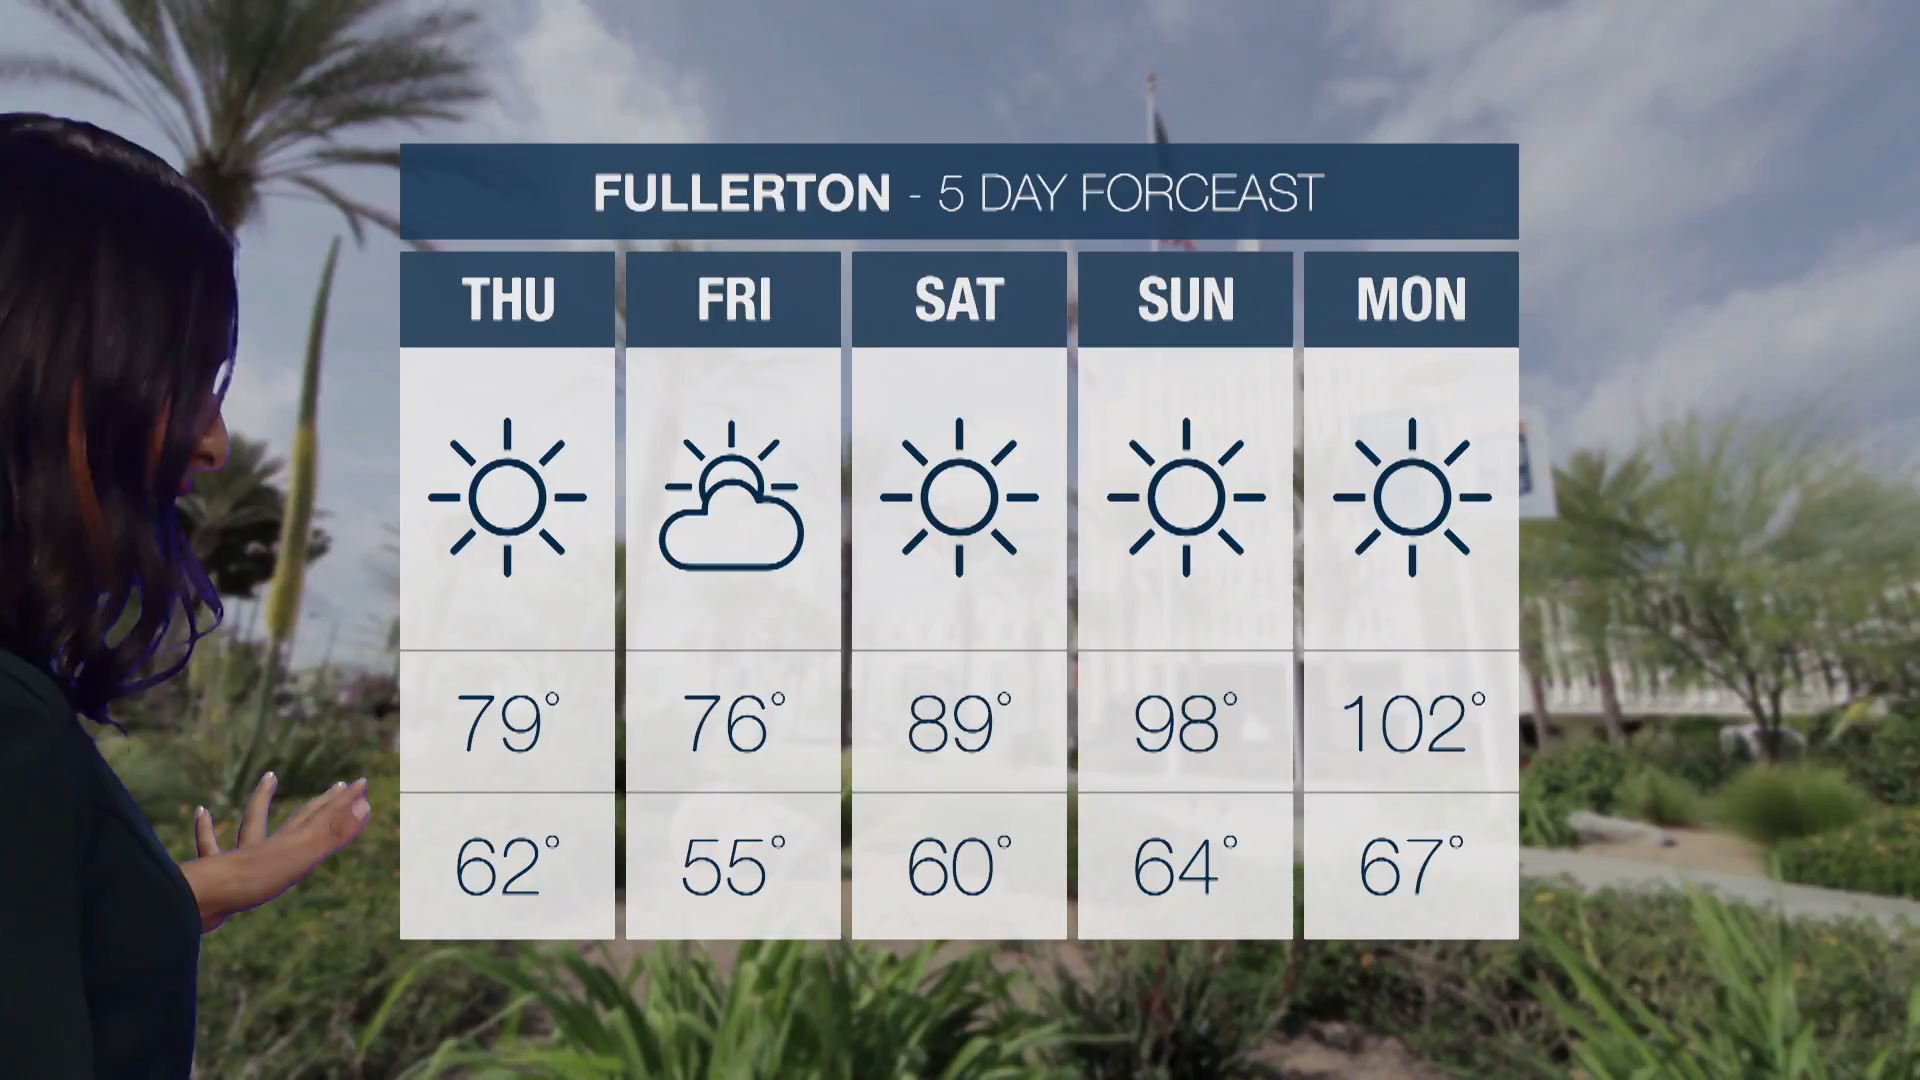 FULLERTON - 5 DAY FORCEAST
THU FRI SAT SUN MON
79° 76° 89° 98° 102°
62° 55° 60° 64° 67°